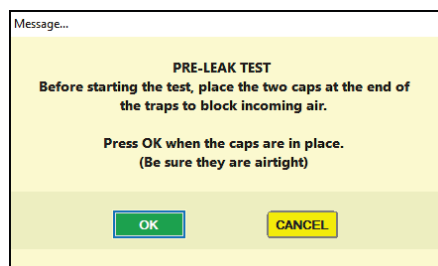 Message...
PRE-LEAK TEST
Before starting the test, place the two caps at the end of
the traps to block incoming air.
Press OK when the caps are in place.
(Be sure they are airtight)
OK
CANCEL